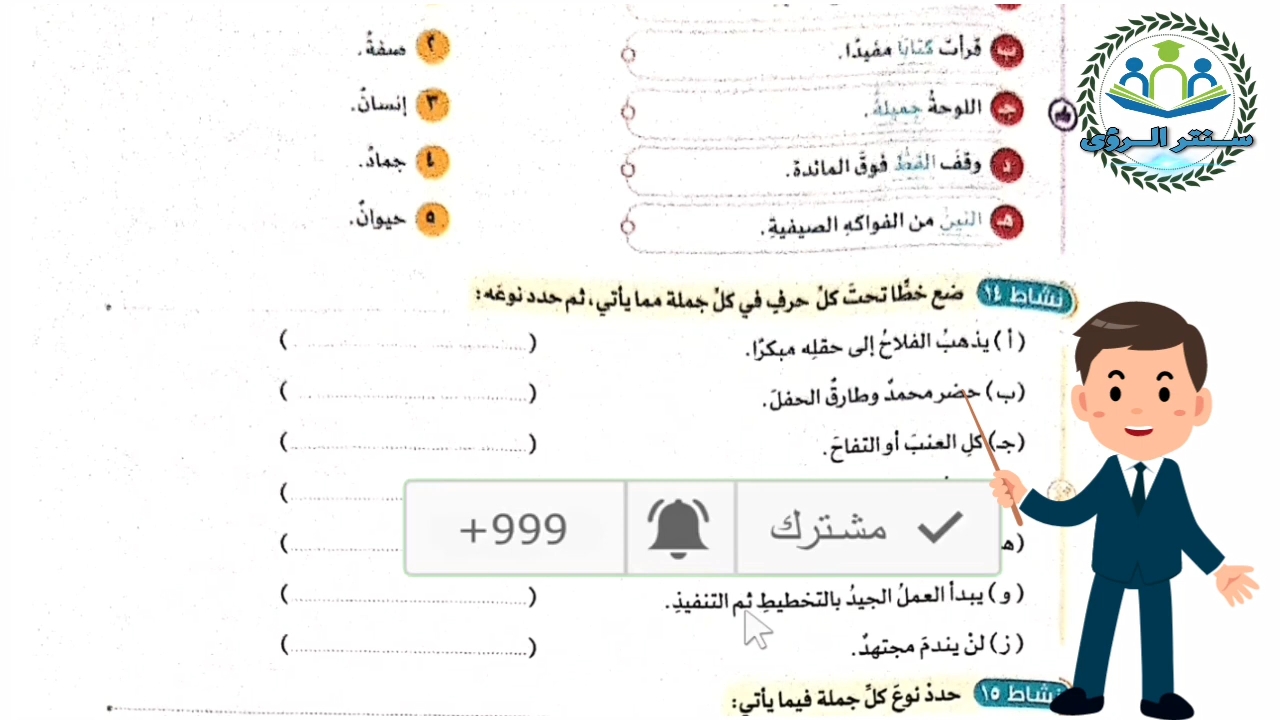 سنتر الرؤى
ب قرأت كتابًا مفيدًا.
٢ صفةٌ.
جـ اللوحةُ جميلةٌ.
٣ إنسانٌ.
د وقفَ القطُّ فوقَ المائدة.
٤ جمادٌ.
هـ التينُ من الفواكهِ الصيفيةِ.
٥ حيوانٌ.
نشاط ١٤ ضع خطًّا تحتَ كلِّ حرفٍ في كلِّ جملة مما يأتي، ثم حدد نوعَه:
(أ) يذهبُ الفلاحُ إلى حقلِه مبكرًا. (..............................)
(ب) حضر محمدٌ وطارقٌ الحفلَ. (..............................)
(جـ) كلِ العنبَ أو التفاحَ. (..............................)
+999 مشترك
(هـ
(و) يبدأ العملُ الجيدُ بالتخطيطِ ثم التنفيذِ. (..............................)
(ز) لنْ يندمَ مجتهدٌ. (..............................)
نشاط ١٥ حددْ نوعَ كلِّ جملة فيما يأتي: